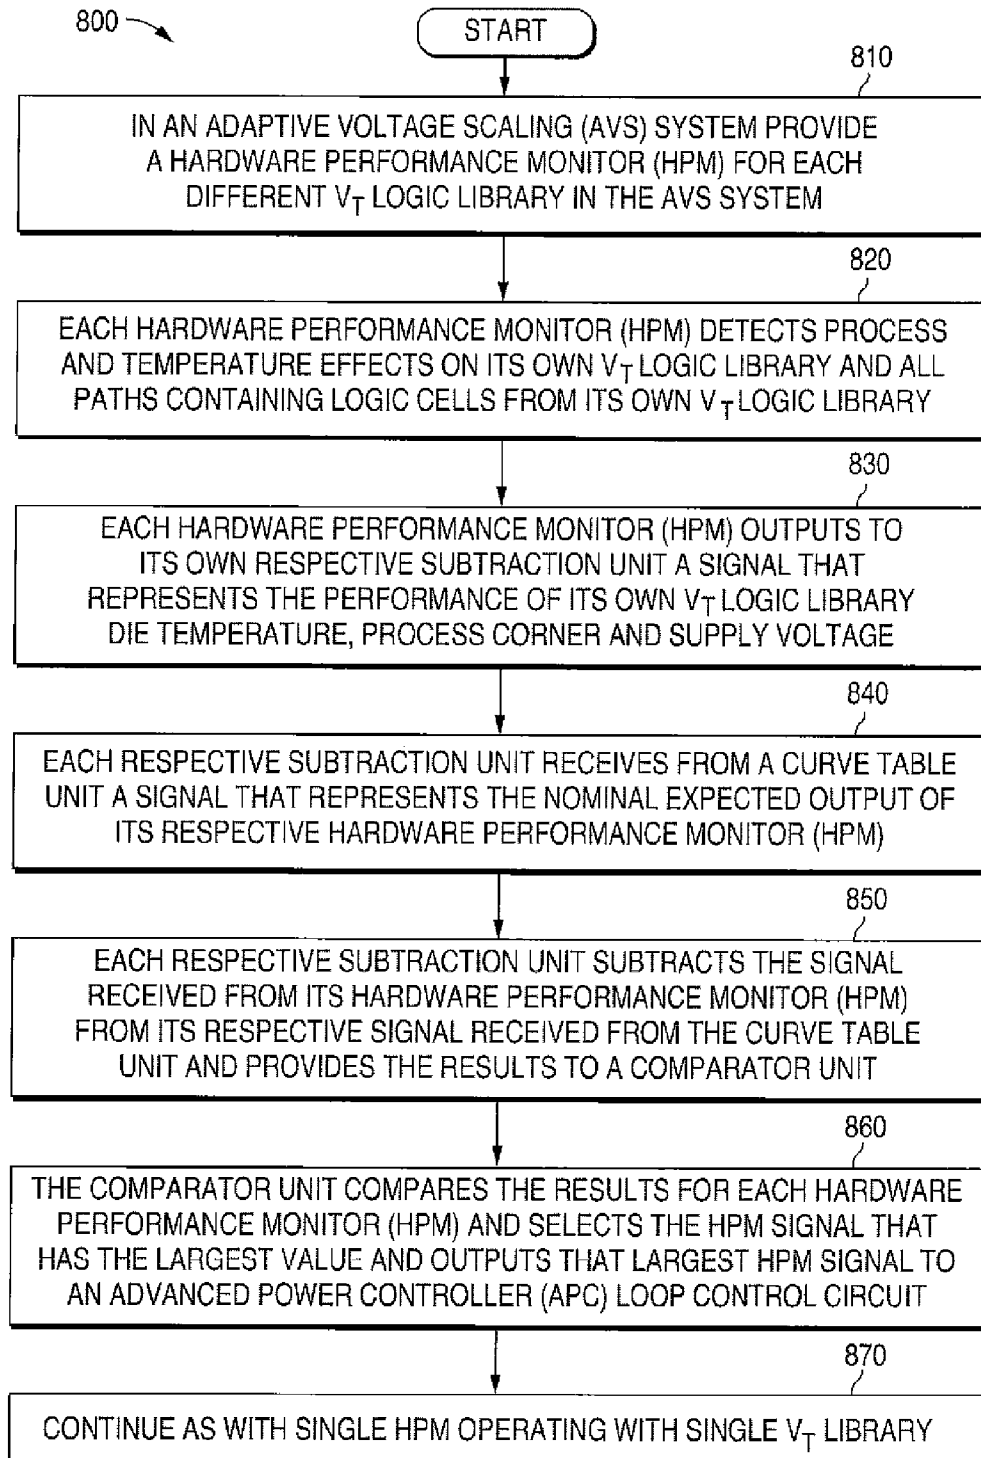 800
START
810
IN AN ADAPTIVE VOLTAGE SCALING (AVS) SYSTEM PROVIDE
A HARDWARE PERFORMANCE MONITOR (HPM) FOR EACH
DIFFERENT VT LOGIC LIBRARY IN THE AVS SYSTEM
820
EACH HARDWARE PERFORMANCE MONITOR (HPM) DETECTS PROCESS
AND TEMPERATURE EFFECTS ON ITS OWN VT LOGIC LIBRARY AND ALL
PATHS CONTAINING LOGIC CELLS FROM ITS OWN VT LOGIC LIBRARY
830
EACH HARDWARE PERFORMANCE MONITOR (HPM) OUTPUTS TO
ITS OWN RESPECTIVE SUBTRACTION UNIT A SIGNAL THAT
REPRESENTS THE PERFORMANCE OF ITS OWN VT LOGIC LIBRARY
DIE TEMPERATURE, PROCESS CORNER AND SUPPLY VOLTAGE
840
EACH RESPECTIVE SUBTRACTION UNIT RECEIVES FROM A CURVE TABLE
UNIT A SIGNAL THAT REPRESENTS THE NOMINAL EXPECTED OUTPUT OF
ITS RESPECTIVE HARDWARE PERFORMANCE MONITOR (HPM)
850
EACH RESPECTIVE SUBTRACTION UNIT SUBTRACTS THE SIGNAL
RECEIVED FROM ITS HARDWARE PERFORMANCE MONITOR (HPM)
FROM ITS RESPECTIVE SIGNAL RECEIVED FROM THE CURVE TABLE
UNIT AND PROVIDES THE RESULTS TO A COMPARATOR UNIT
860
THE COMPARATOR UNIT COMPARES THE RESULTS FOR EACH HARDWARE
PERFORMANCE MONITOR (HPM) AND SELECTS THE HPM SIGNAL THAT
HAS THE LARGEST VALUE AND OUTPUTS THAT LARGEST HPM SIGNAL TO
AN ADVANCED POWER CONTROLLER (APC) LOOP CONTROL CIRCUIT
870
CONTINUE AS WITH SINGLE HPM OPERATING WITH SINGLE VT LIBRARY